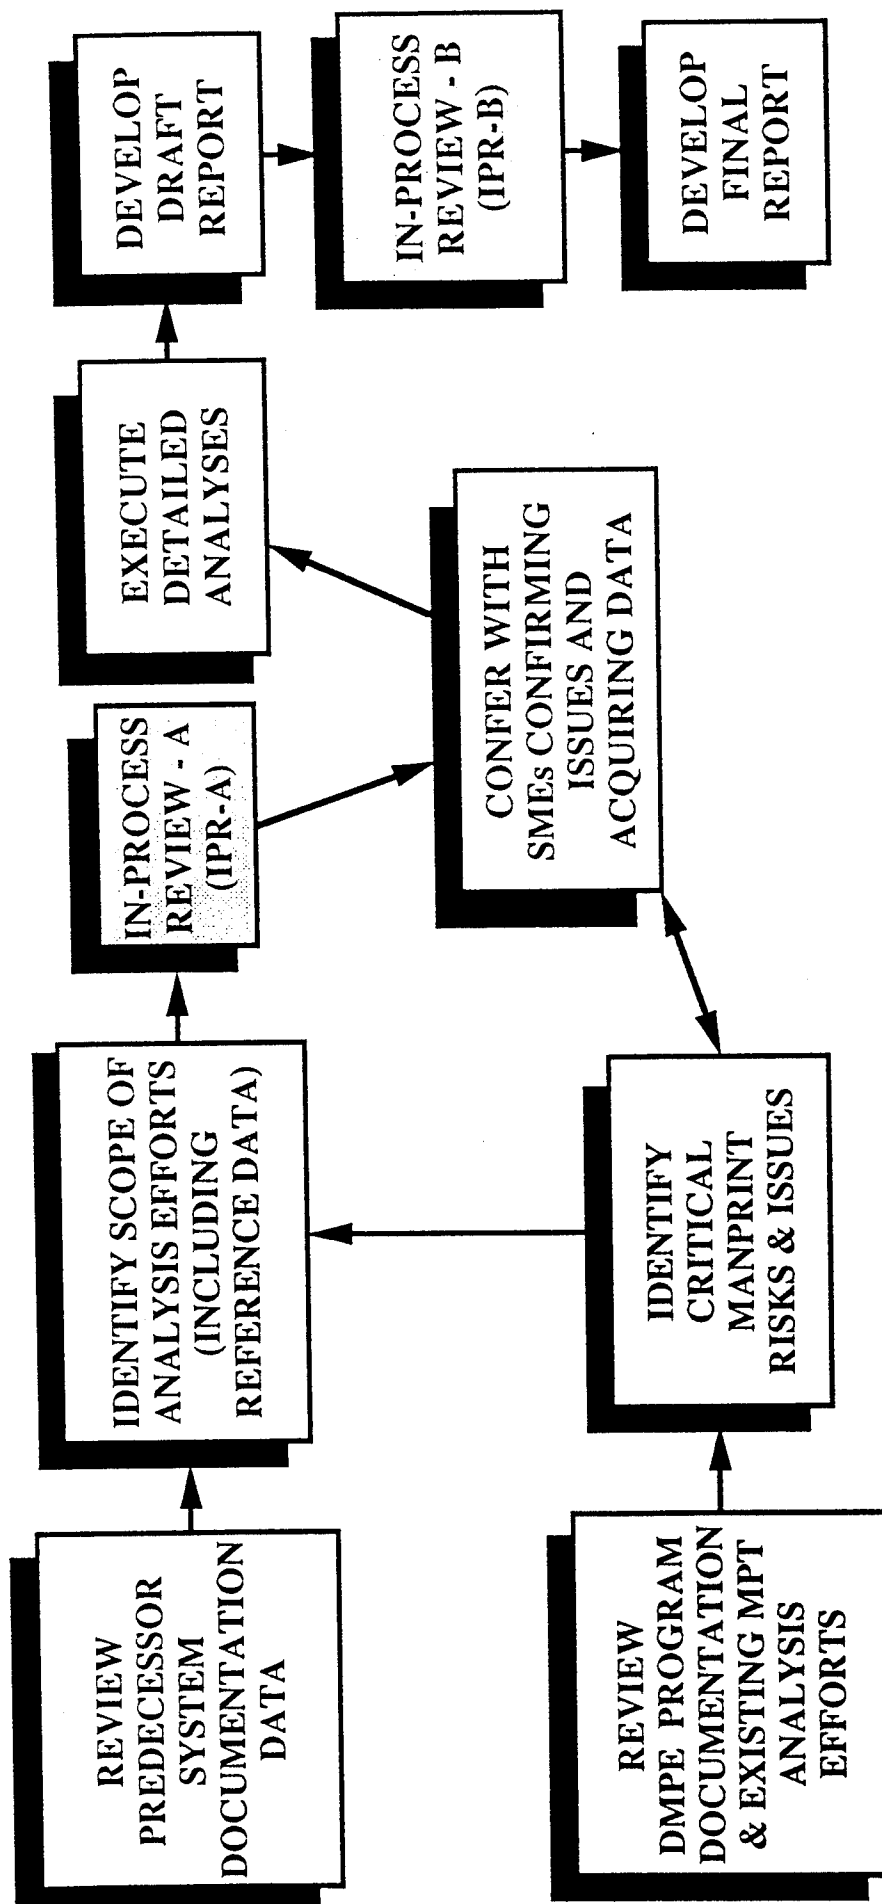 REVIEW
PREDECESSOR
SYSTEM
DOCUMENTATION
DATA
IDENTIFY SCOPE OF
ANALYSIS EFFORTS
(INCLUDING
REFERENCE DATA)
IN-PROCESS
REVIEW - A
(IPR-A)
EXECUTE
DETAILED
ANALYSES
DEVELOP
DRAFT
REPORT
IN-PROCESS
REVIEW - B
(IPR-B)
DEVELOP
FINAL
REPORT
CONFER WITH
SMEs CONFIRMING
ISSUES AND
ACQUIRING DATA
IDENTIFY
CRITICAL
MANPRINT
RISKS & ISSUES
REVIEW
DMPE PROGRAM
DOCUMENTATION
& EXISTING MPT
ANALYSIS
EFFORTS